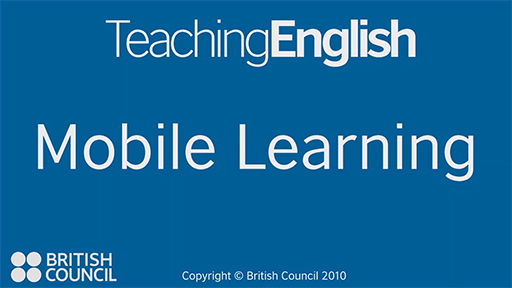 TeachingEnglish
Mobile Learning
BRITISH
COUNCIL
Copyright © British Council 2010